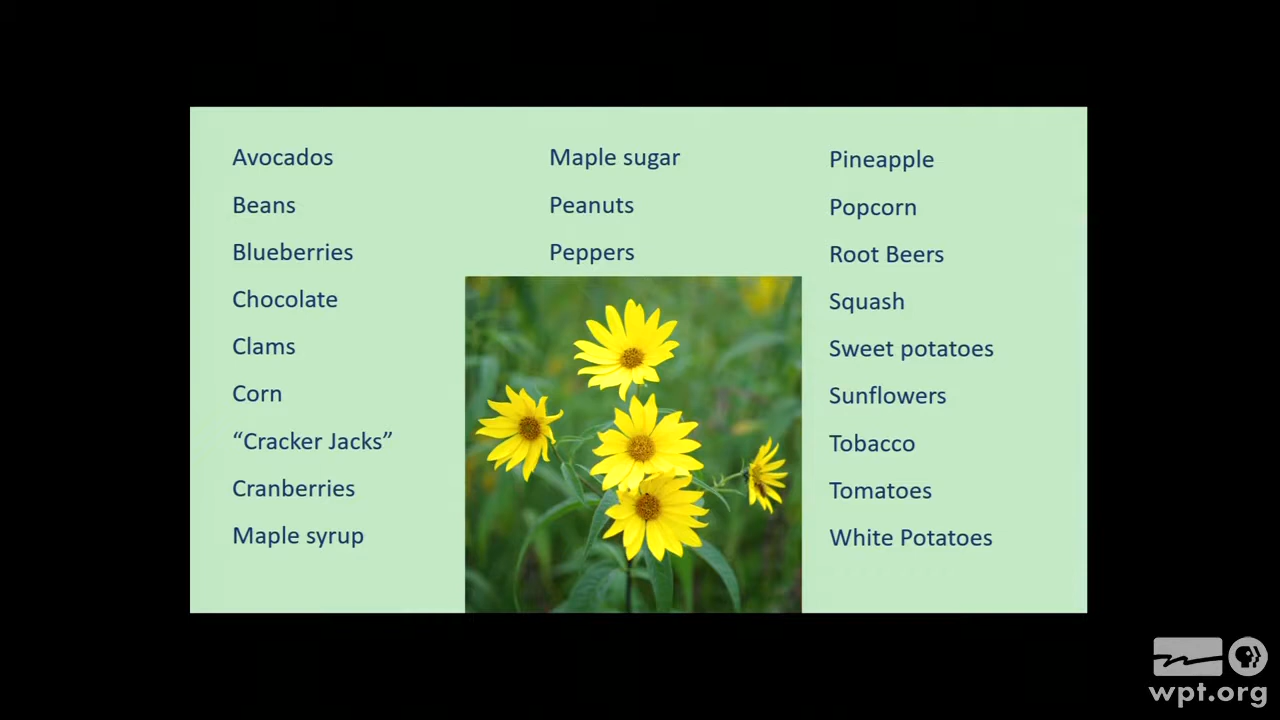 Avocados
Beans
Blueberries
Chocolate
Clams
Corn
“Cracker Jacks”
Cranberries
Maple syrup
Maple sugar
Peanuts
Peppers
Pineapple
Popcorn
Root Beers
Squash
Sweet potatoes
Sunflowers
Tobacco
Tomatoes
White Potatoes
wpt.org